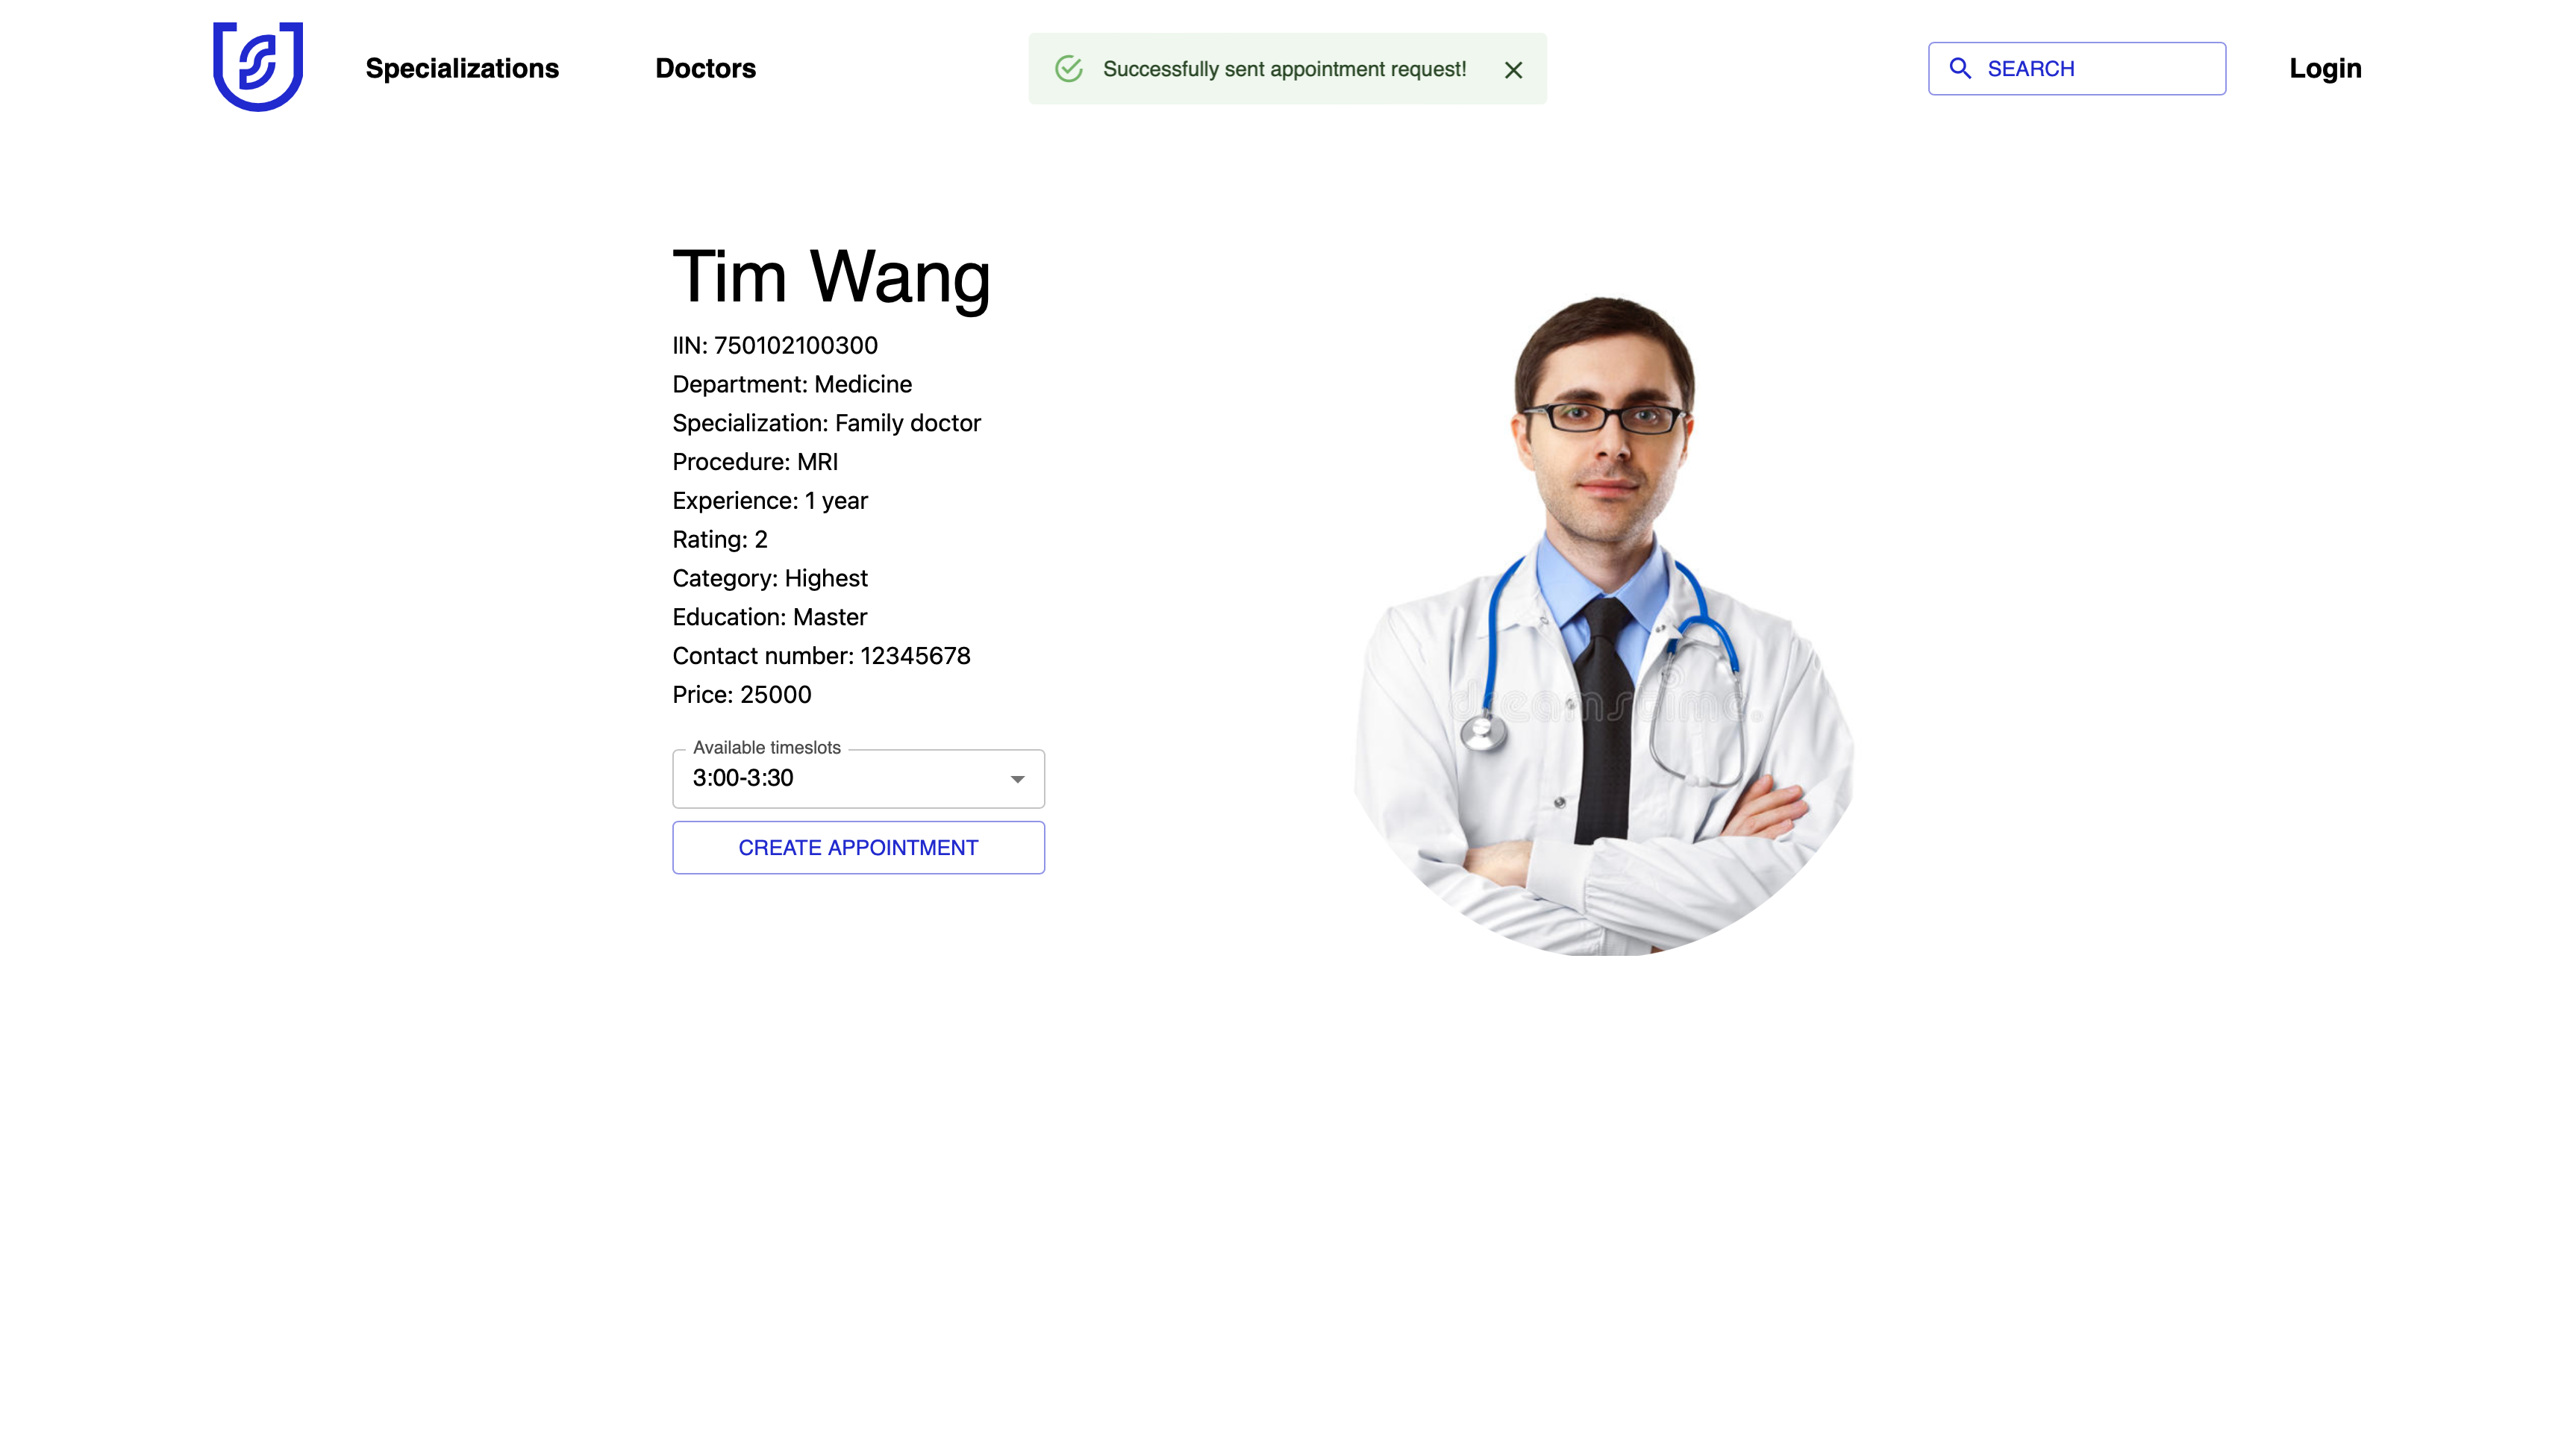 Specializations
Doctors
Successfully sent appointment request!
SEARCH
Login
Tim Wang
IIN: 750102100300
Department: Medicine
Specialization: Family doctor
Procedure: MRI
Experience: 1 year
Rating: 2
Category: Highest
Education: Master
Contact number: 12345678
Price: 25000
Available timeslots
3:00-3:30
CREATE APPOINTMENT
dreamstime.